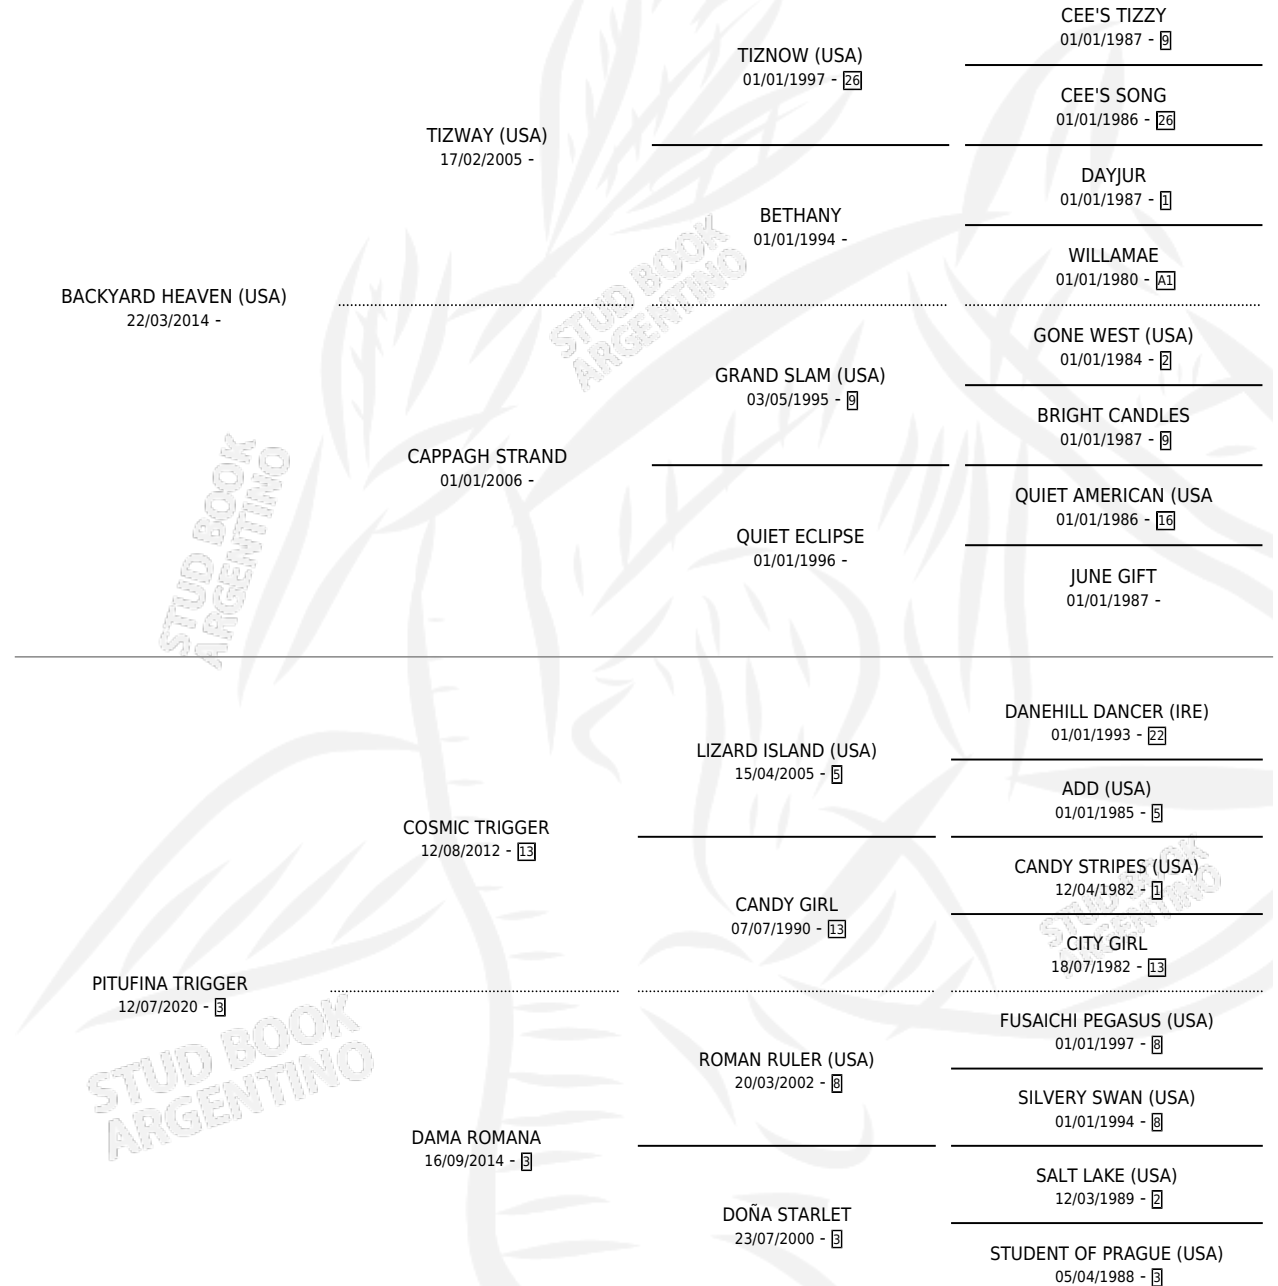 CEE'S TIZZY
01/01/1987 - 9
TIZNOW (USA)
01/01/1997 - 26
CEE'S SONG
01/01/1986 - 26
TIZWAY (USA)
17/02/2005 -
DAYJUR
01/01/1987 - 1
BETHANY
01/01/1994 -
WILLAMAE
01/01/1980 - A1
BACKYARD HEAVEN (USA)
22/03/2014 -
GONE WEST (USA)
01/01/1984 - 2
GRAND SLAM (USA)
03/05/1995 - 9
BRIGHT CANDLES
01/01/1987 - 9
CAPPAGH STRAND
01/01/2006 -
QUIET AMERICAN (USA
01/01/1986 - 16
QUIET ECLIPSE
01/01/1996 -
JUNE GIFT
01/01/1987 -
STUD BOOK
ARGENTINO
STUD BOOK
ARGENTINO
DANEHILL DANCER (IRE)
01/01/1993 - 22
LIZARD ISLAND (USA)
15/04/2005 - 5
ADD (USA)
01/01/1985 - 5
COSMIC TRIGGER
12/08/2012 - 13
CANDY STRIPES (USA)
12/04/1982 - 1
CANDY GIRL
07/07/1990 - 13
CITY GIRL
18/07/1982 - 13
STUD BOOK
ARGENTINO
PITUFINA TRIGGER
12/07/2020 - 3
FUSAICHI PEGASUS (USA)
01/01/1997 - 8
ROMAN RULER (USA)
20/03/2002 - 8
SILVERY SWAN (USA)
01/01/1994 - 8
DAMA ROMANA
16/09/2014 - 3
SALT LAKE (USA)
12/03/1989 - 2
DOÑA STARLET
23/07/2000 - 3
STUDENT OF PRAGUE (USA)
05/04/1988 - 3
STUD BOOK
ARGENTINO